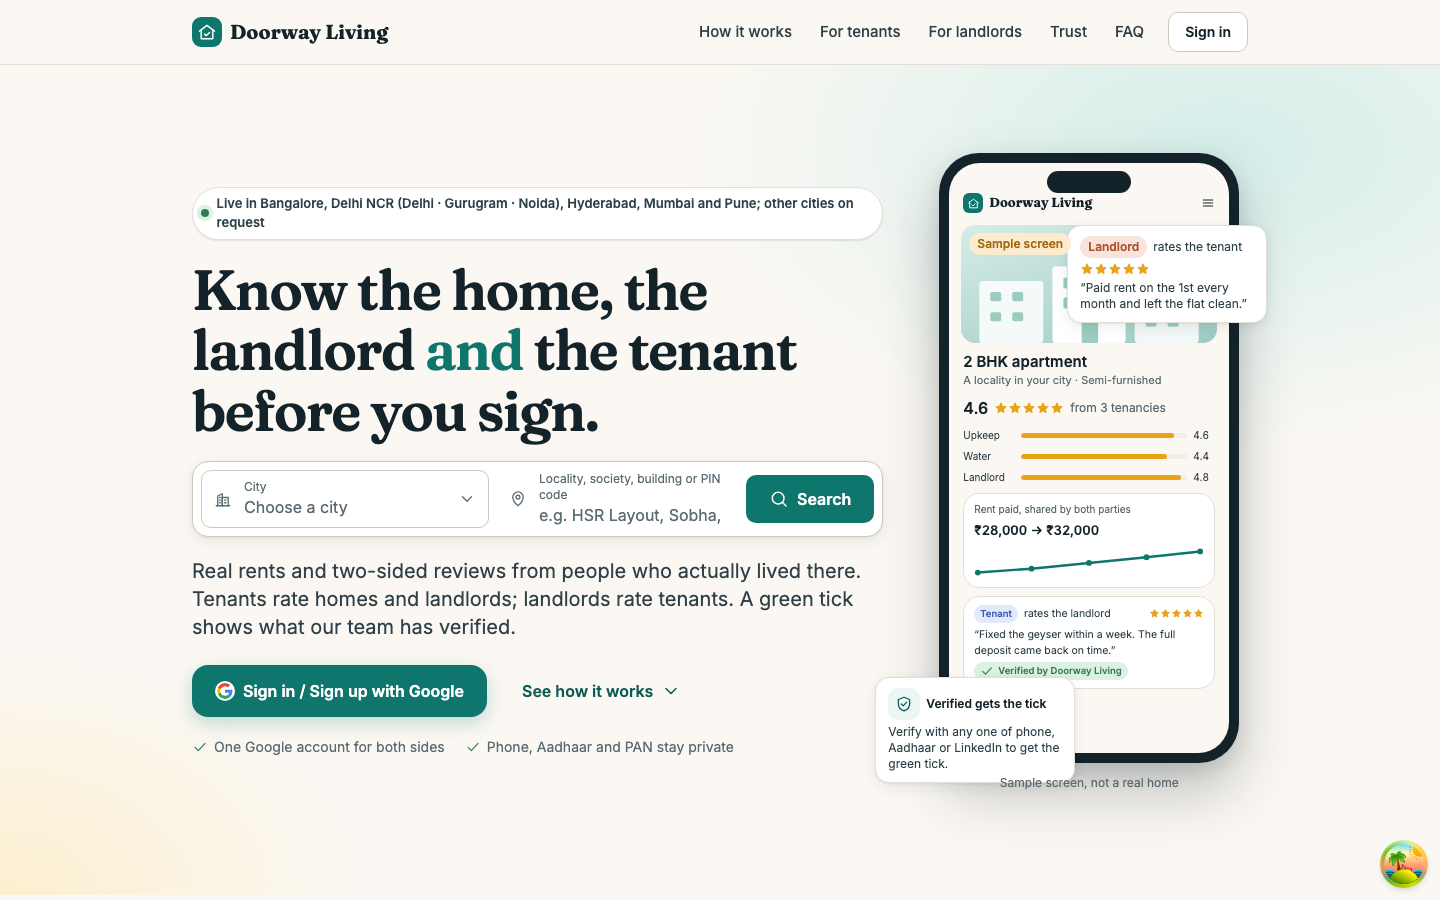 Doorway Living
How it works
For tenants
For landlords
Trust
FAQ
Sign in
Live in Bangalore, Delhi NCR (Delhi · Gurugram · Noida), Hyderabad, Mumbai and Pune; other cities on
request
Know the home, the
landlord and the tenant
before you sign.
City
Choose a city
Locality, society, building or PIN
code
e.g. HSR Layout, Sobha,
Search
Real rents and two-sided reviews from people who actually lived there.
Tenants rate homes and landlords; landlords rate tenants. A green tick
shows what our team has verified.
Sign in / Sign up with Google
See how it works
One Google account for both sides
Phone, Aadhaar and PAN stay private
Doorway Living
Sample screen
Landlord rates the tenant
“Paid rent on the 1st every
month and left the flat clean.”
2 BHK apartment
A locality in your city · Semi-furnished
4.6 from 3 tenancies
Upkeep 4.6
Water 4.4
Landlord 4.8
Rent paid, shared by both parties
₹28,000 → ₹32,000
Tenant rates the landlord
“Fixed the geyser within a week. The full
deposit came back on time.”
Verified by Doorway Living
Verified gets the tick
Verify with any one of phone,
Aadhaar or LinkedIn to get the
green tick.
Sample screen, not a real home